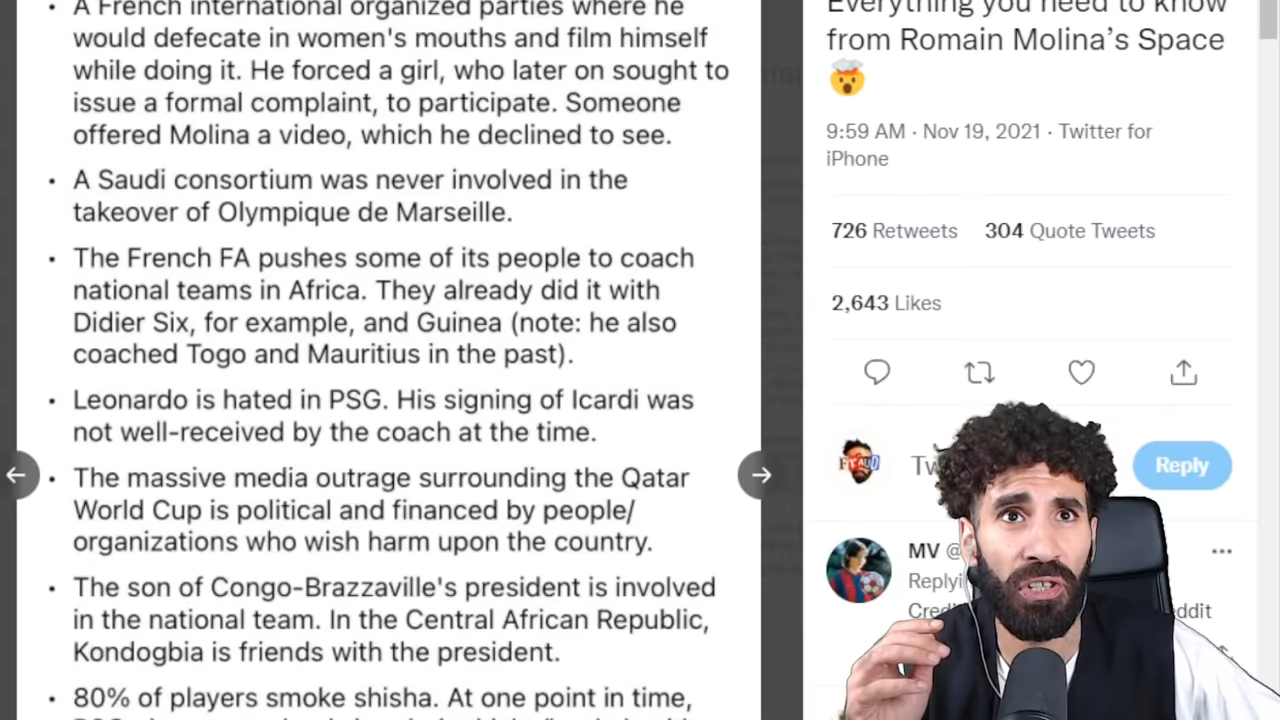 A French international organized parties where he
would defecate in women's mouths and film himself
while doing it. He forced a girl, who later on sought to
issue a formal complaint, to participate. Someone
offered Molina a video, which he declined to see.
• A Saudi consortium was never involved in the
takeover of Olympique de Marseille.
• The French FA pushes some of its people to coach
national teams in Africa. They already did it with
Didier Six, for example, and Guinea (note: he also
coached Togo and Mauritius in the past).
• Leonardo is hated in PSG. His signing of Icardi was
not well-received by the coach at the time.
• The massive media outrage surrounding the Qatar
World Cup is political and financed by people/
organizations who wish harm upon the country.
• The son of Congo-Brazzaville's president is involved
in the national team. In the Central African Republic,
Kondogbia is friends with the president.
• 80% of players smoke shisha. At one point in time,
Everything you need to know
from Romain Molina’s Space
🤯
9:59 AM · Nov 19, 2021 · Twitter for
iPhone
726 Retweets 304 Quote Tweets
2,643 Likes
Reply
MV @